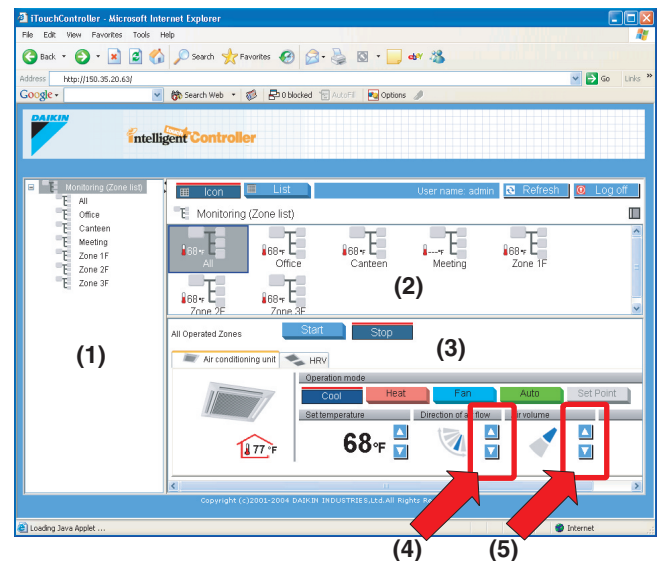 iTouchController - Microsoft Internet Explorer
File Edit View Favorites Tools Help
Back Search Favorites ebY
Address http://150.35.20.63/ Go Links »
Google Search Web 0 blocked AutoFill Options
DAIKIN
intelligent Controller
Monitoring (Zone list)
All
Office
Canteen
Meeting
Zone 1F
Zone 2F
Zone 3F
(1)
Icon List User name: admin Refresh Log off
Monitoring (Zone list)
68°F 68°F 68°F ---°F 68°F
All Office Canteen Meeting Zone 1F
68°F 68°F
Zone 2F Zone 3F
(2)
All Operated Zones Start Stop
(3)
Air conditioning unit HRV
Operation mode
Cool Heat Fan Auto Set Point
Set temperature Direction of air flow Air volume
77 °F 68°F
Copyright (c)2001-2004 DAIKIN INDUSTRIES,Ltd.All Rights
Loading Java Applet ... Internet
(4) (5)